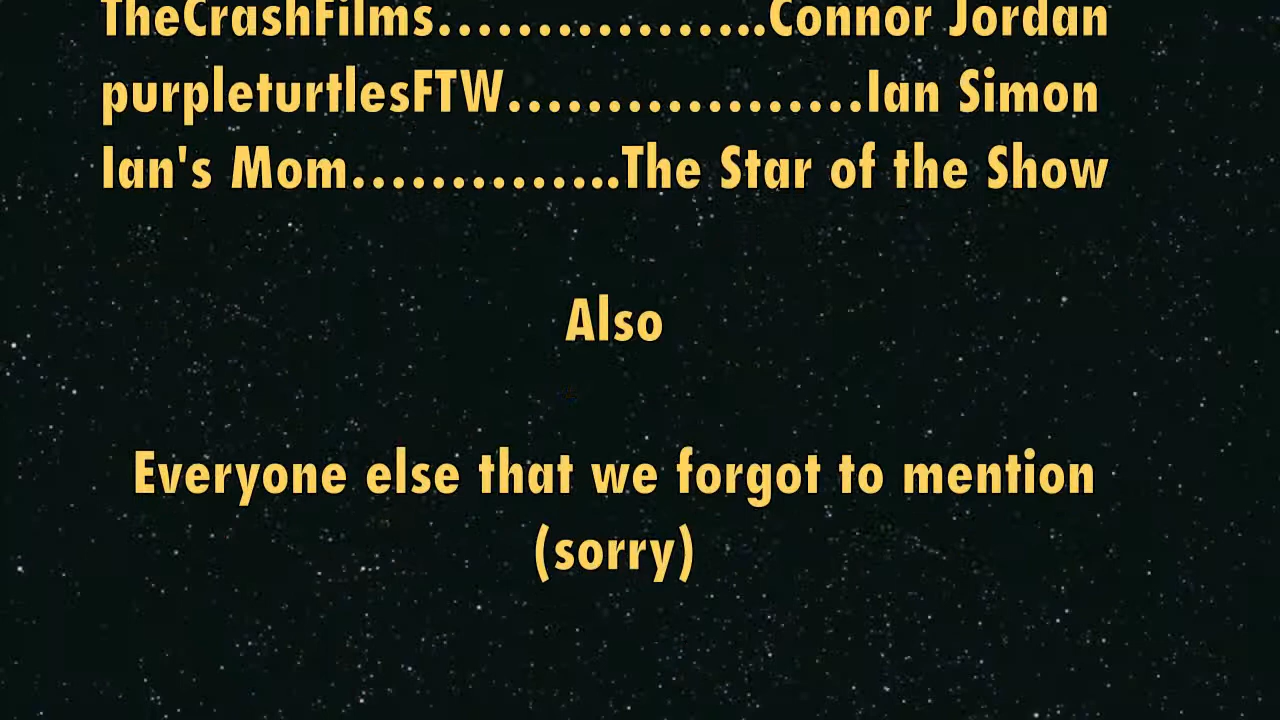 TheCrashFilms……………..Connor Jordan
purpleturtlesFTW……………….Ian Simon
Ian's Mom…………..The Star of the Show
Also
Everyone else that we forgot to mention
(sorry)